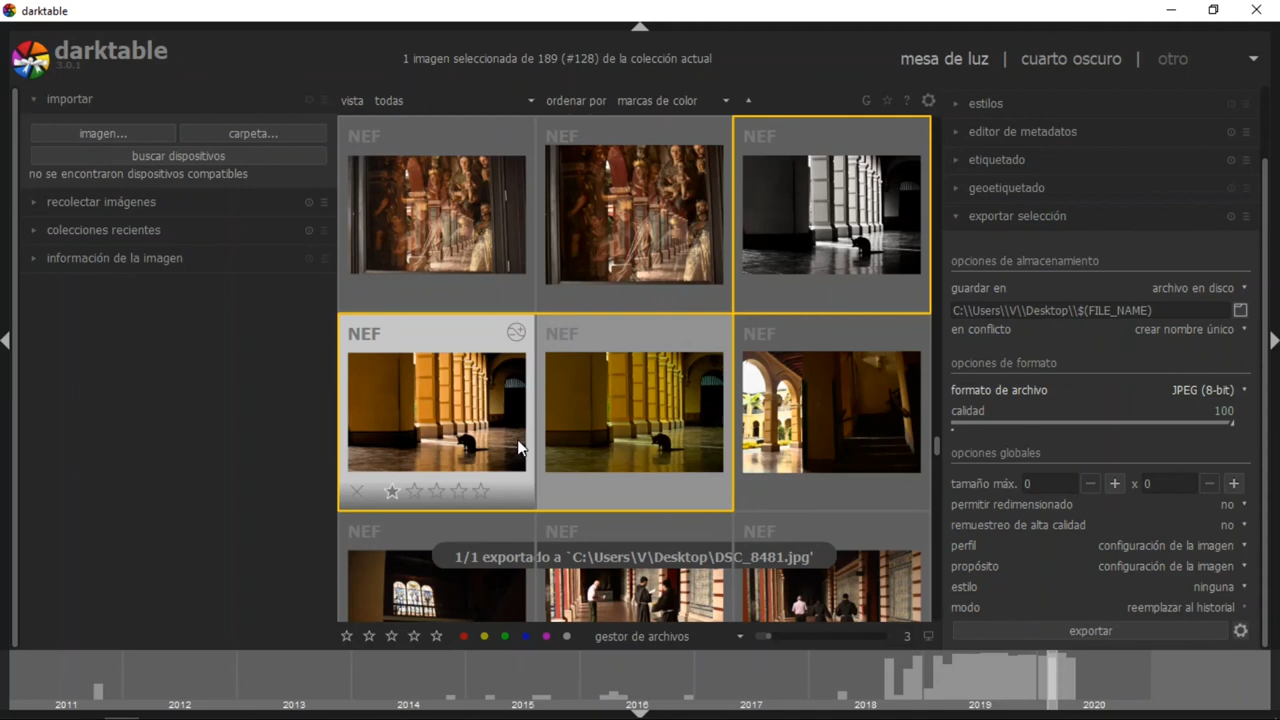 darktable
darktable
3.0.1
1 imagen seleccionada de 189 (#128) de la colección actual
mesa de luz | cuarto oscuro | otro
importar
imagen... carpeta...
buscar dispositivos
no se encontraron dispositivos compatibles
recolectar imágenes
colecciones recientes
información de la imagen
vista todas ordenar por marcas de color G ☆ ?
NEF NEF NEF
NEF NEF NEF
NEF NEF NEF
1/1 exportado a `C:\Users\V\Desktop\DSC_8481.jpg'
gestor de archivos 3
estilos
editor de metadatos
etiquetado
geoetiquetado
exportar selección
opciones de almacenamiento
guardar en archivo en disco
C:\\Users\\V\\Desktop\\$(FILE_NAME)
en conflicto crear nombre único
opciones de formato
formato de archivo JPEG (8-bit)
calidad 100
opciones globales
tamaño máx. 0 − + x 0 − +
permitir redimensionado no
remuestreo de alta calidad no
perfil configuración de la imagen
propósito configuración de la imagen
estilo ninguna
modo reemplazar al historial
exportar
2011 2012 2013 2014 2015 2016 2017 2018 2019 2020